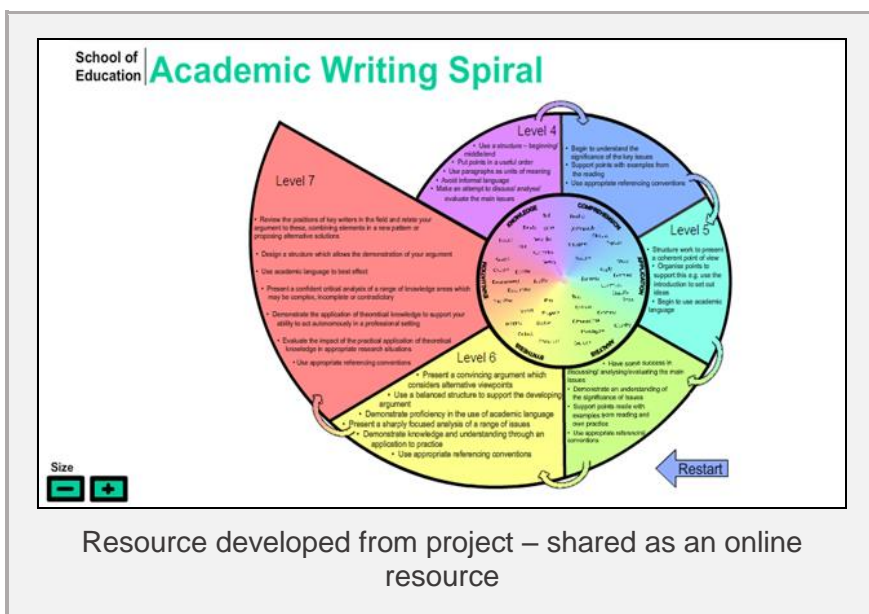 School of
Education
Academic Writing Spiral
Level 4
• Use a structure – beginning/
middle/end
• Put points in a useful order
• Use paragraphs as units of meaning
• Avoid informal language
• Make an attempt to discuss/ analyse/
evaluate the main issues
• Begin to understand the
significance of the key issues
• Support points with examples from
the reading
• Use appropriate referencing conventions
Level 5
• Structure work to present
a coherent point of view
• Organise points to
support this e.g. use the
introduction to set out
ideas
• Begin to use academic
language
• Have some success in
discussing/ analysing/evaluating the main
issues
• Demonstrate an understanding of
the significance of issues
• Support points made with
examples from reading and
own practice
• Use appropriate referencing
conventions
Level 6
• Present a convincing argument which
considers alternative viewpoints
• Use a balanced structure to support the developing
argument
• Demonstrate proficiency in the use of academic language
• Present a sharply focused analysis of a range of issues
• Demonstrate knowledge and understanding through an
application to practice
• Use appropriate referencing conventions
Level 7
• Review the positions of key writers in the field and relate your
argument to these, combining elements in a new pattern or
proposing alternative solutions
• Design a structure which allows the demonstration of your argument
• Use academic language to best effect
• Present a confident critical analysis of a range of knowledge areas which
may be complex, incomplete or contradictory
• Demonstrate the application of theoretical knowledge to support your
ability to act autonomously in a professional setting
• Evaluate the impact of the practical application of theoretical
knowledge in appropriate research situations
• Use appropriate referencing conventions
KNOWLEDGE
COMPREHENSION
APPLICATION
ANALYSIS
SYNTHESIS
EVALUATION
Size
Restart
Resource developed from project – shared as an online
resource